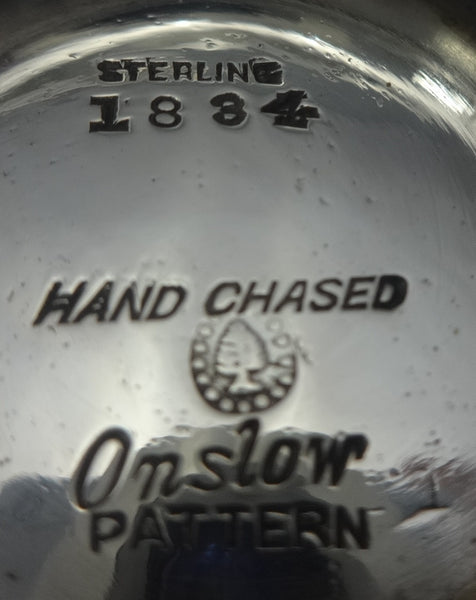 STERLING
1834
HAND CHASED
Onslow
PATTERN